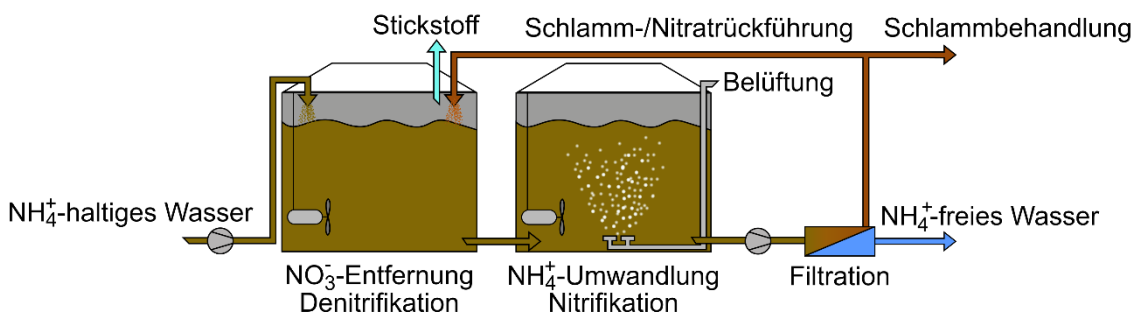 Stickstoff
Schlamm-/Nitratrückführung
Schlammbehandlung
Belüftung
NH₄⁺-haltiges Wasser
NH₄⁺-freies Wasser
NO₃⁻-Entfernung
Denitrifikation
NH₄⁺-Umwandlung
Nitrifikation
Filtration